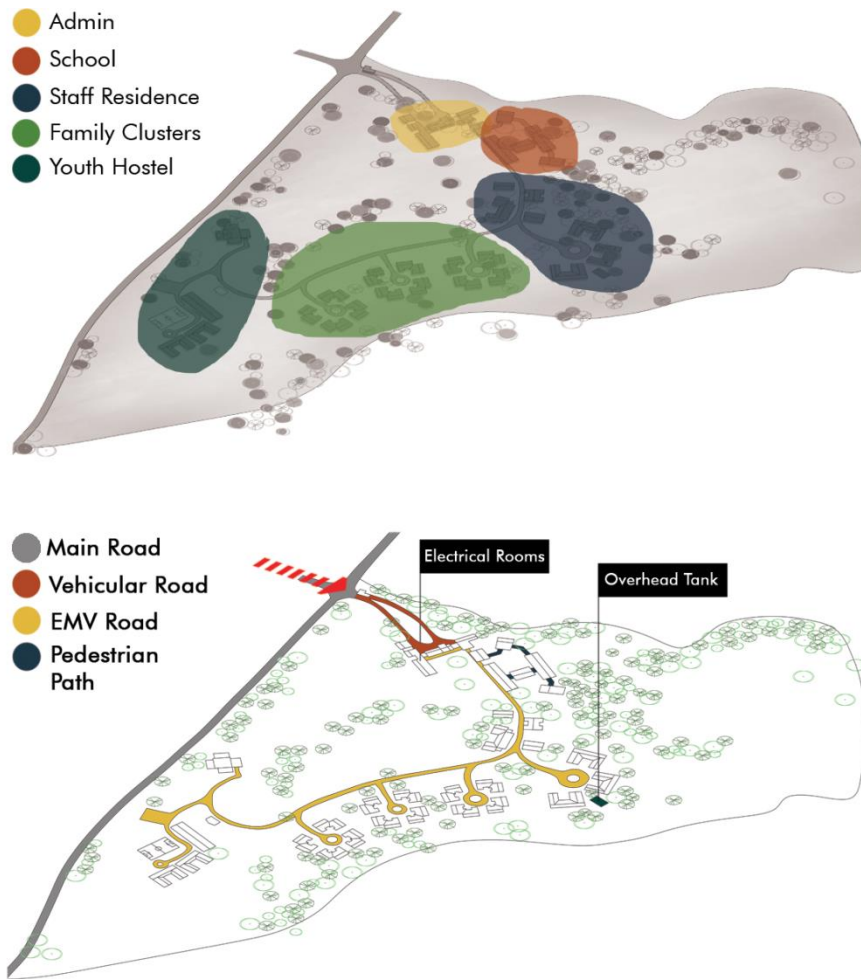 Admin
School
Staff Residence
Family Clusters
Youth Hostel
Main Road
Vehicular Road
EMV Road
Pedestrian
Path
Electrical Rooms
Overhead Tank